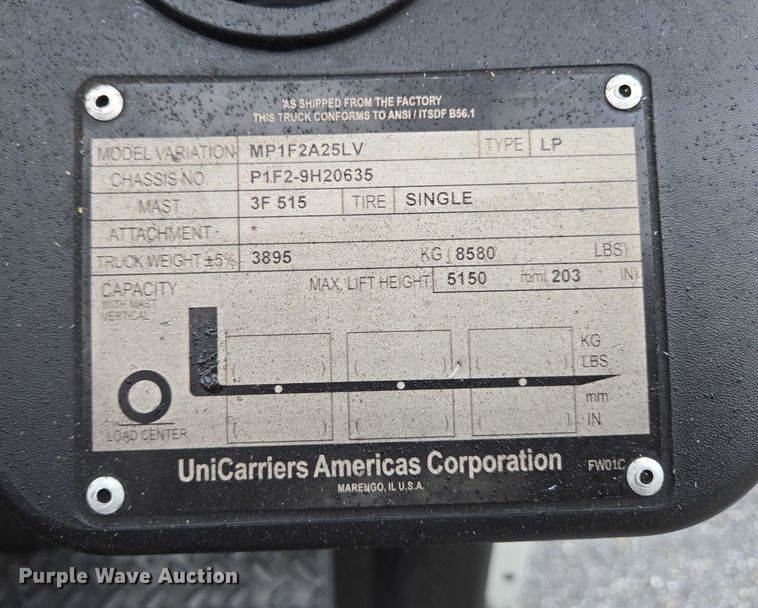 AS SHIPPED FROM THE FACTORY
THIS TRUCK CONFORMS TO ANSI / ITSDF B56.1
MODEL VARIATION MP1F2A25LV TYPE LP
CHASSIS NO. P1F2-9H20635
MAST 3F 515 TIRE SINGLE
ATTACHMENT *
TRUCK WEIGHT ±5% 3895 KG ( 8580 LBS)
CAPACITY MAX. LIFT HEIGHT 5150 mm( 203 IN)
WITH MAST
VERTICAL
KG
( ) ( ) ( ) LBS
mm
LOAD CENTER ( ) ( ) ( ) IN
UniCarriers Americas Corporation FW01C
MARENGO, IL U.S.A.
Purple Wave Auction